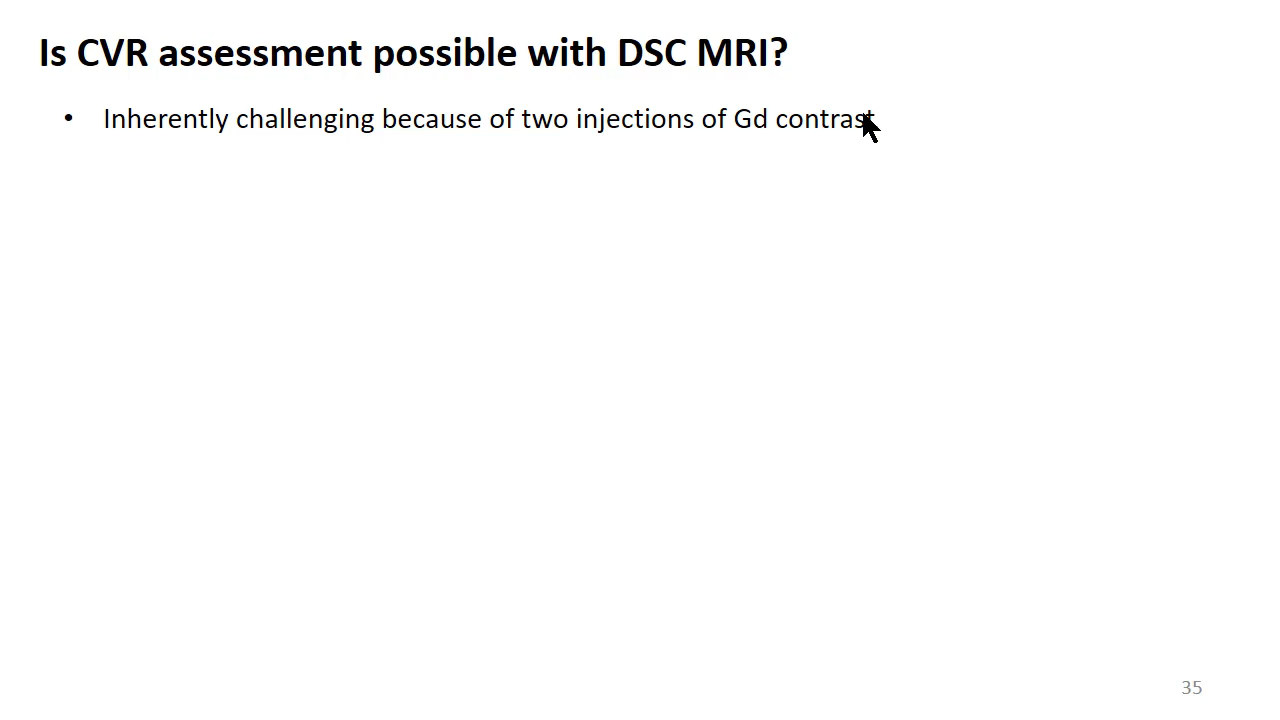 Is CVR assessment possible with DSC MRI?
• Inherently challenging because of two injections of Gd contrast
35